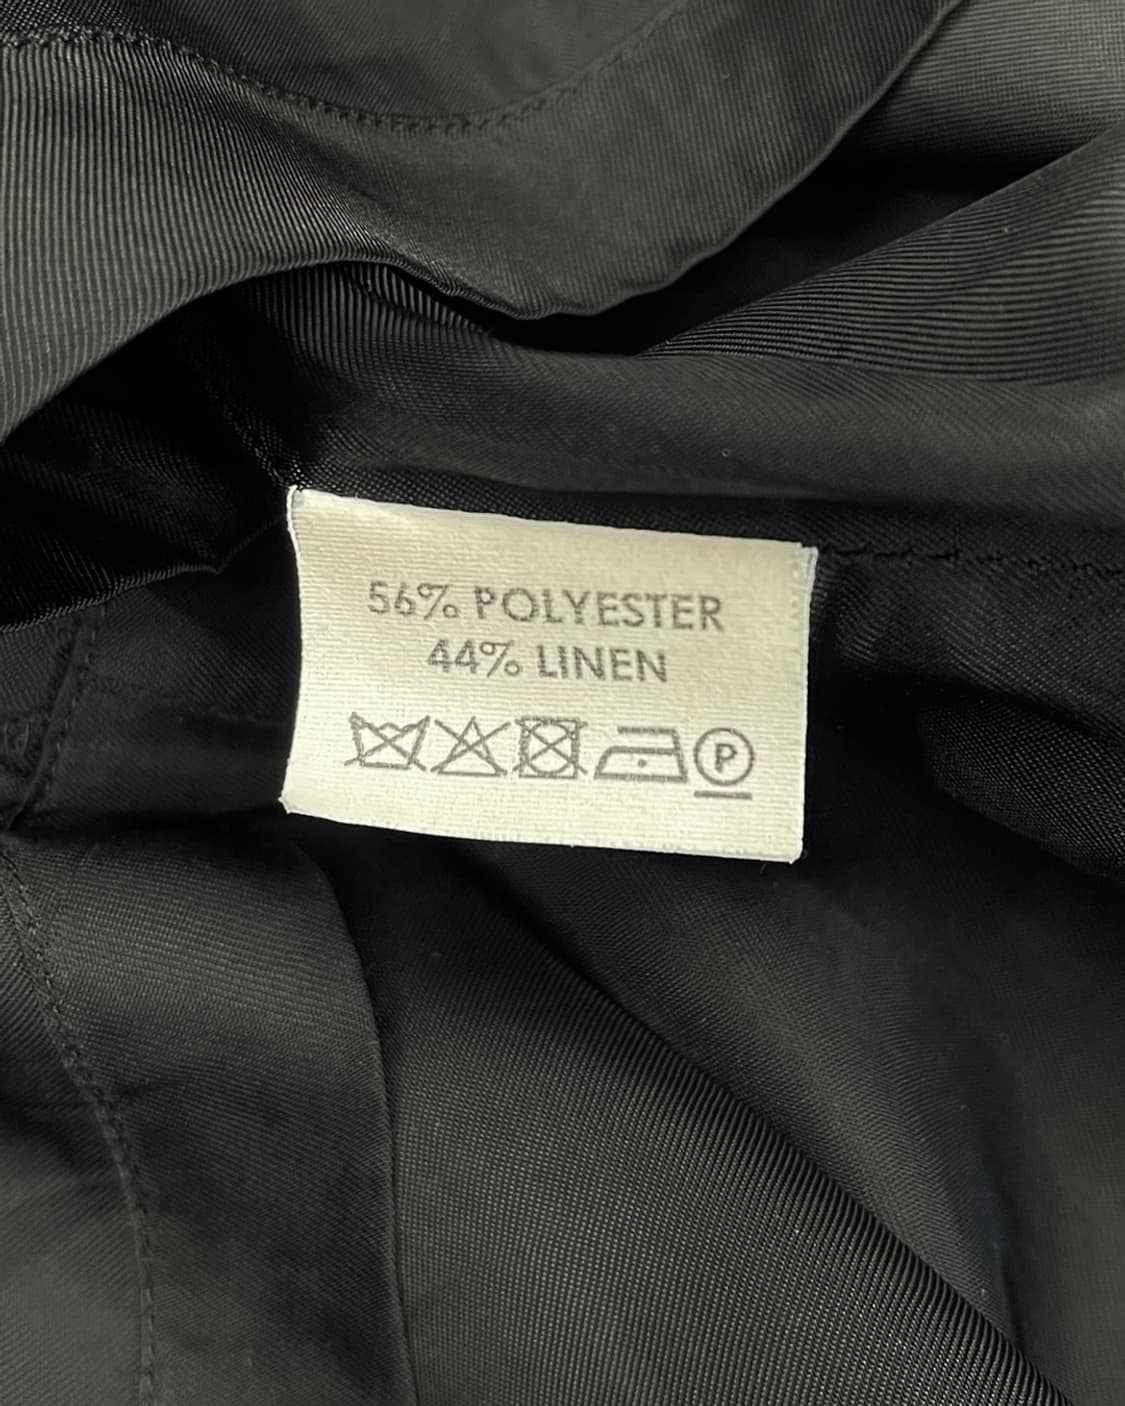 56% POLYESTER
44% LINEN
P